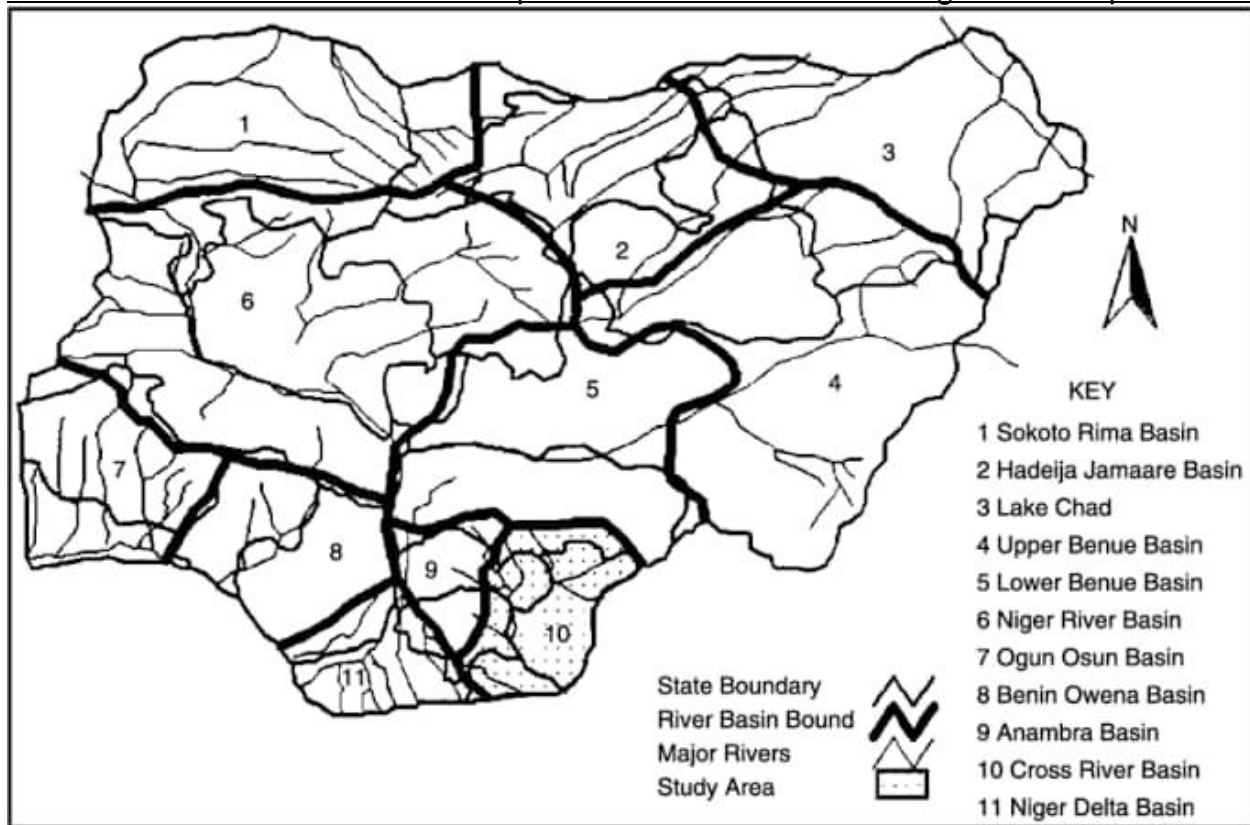 1
3
N
2
6
5
4
KEY
1 Sokoto Rima Basin
7
2 Hadeija Jamaare Basin
3 Lake Chad
8
4 Upper Benue Basin
9
5 Lower Benue Basin
6 Niger River Basin
10
7 Ogun Osun Basin
11
State Boundary
8 Benin Owena Basin
River Basin Bound
9 Anambra Basin
Major Rivers
10 Cross River Basin
Study Area
11 Niger Delta Basin